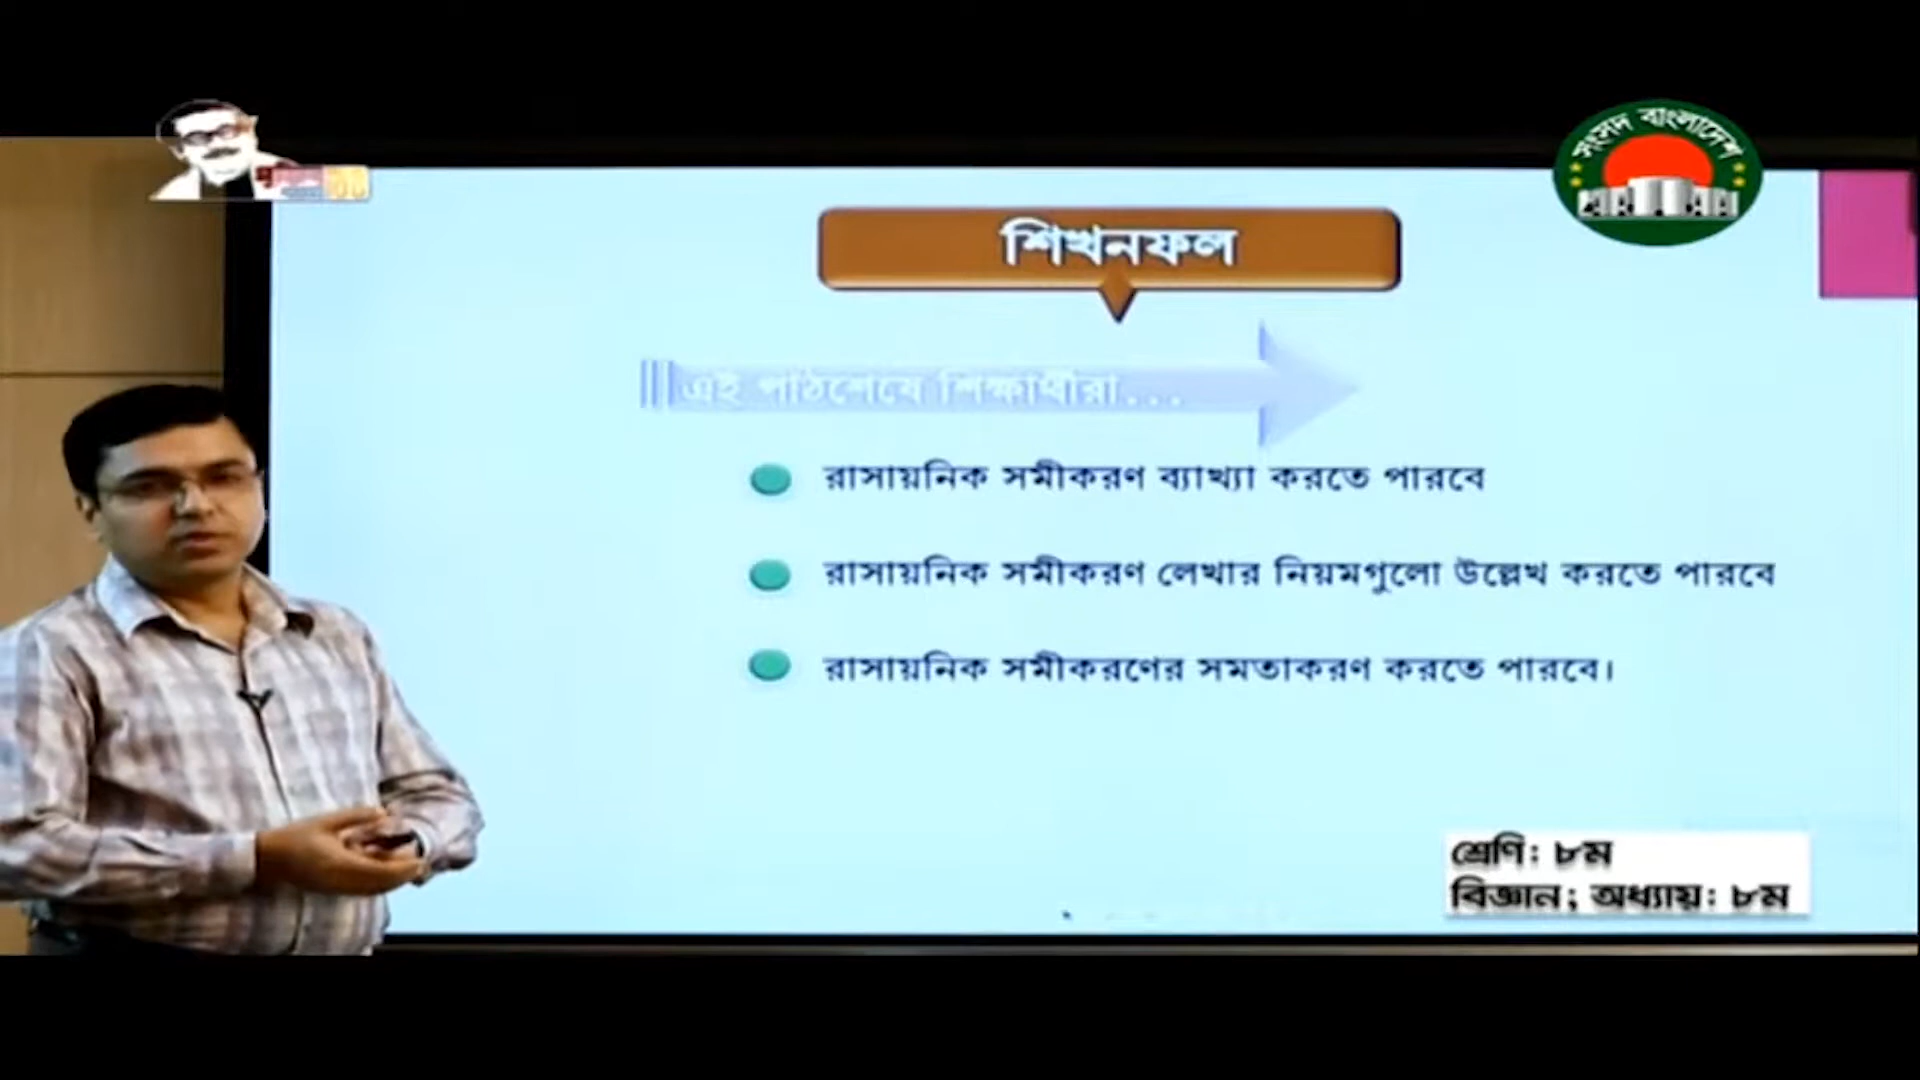 সংসদ বাংলাদেশ
শিখনফল
এই পাঠশেষে শিক্ষার্থীরা...
রাসায়নিক সমীকরণ ব্যাখ্যা করতে পারবে
রাসায়নিক সমীকরণ লেখার নিয়মগুলো উল্লেখ করতে পারবে
রাসায়নিক সমীকরণের সমতাকরণ করতে পারবে।
শ্রেণি: ৮ম
বিজ্ঞান; অধ্যায়: ৮ম